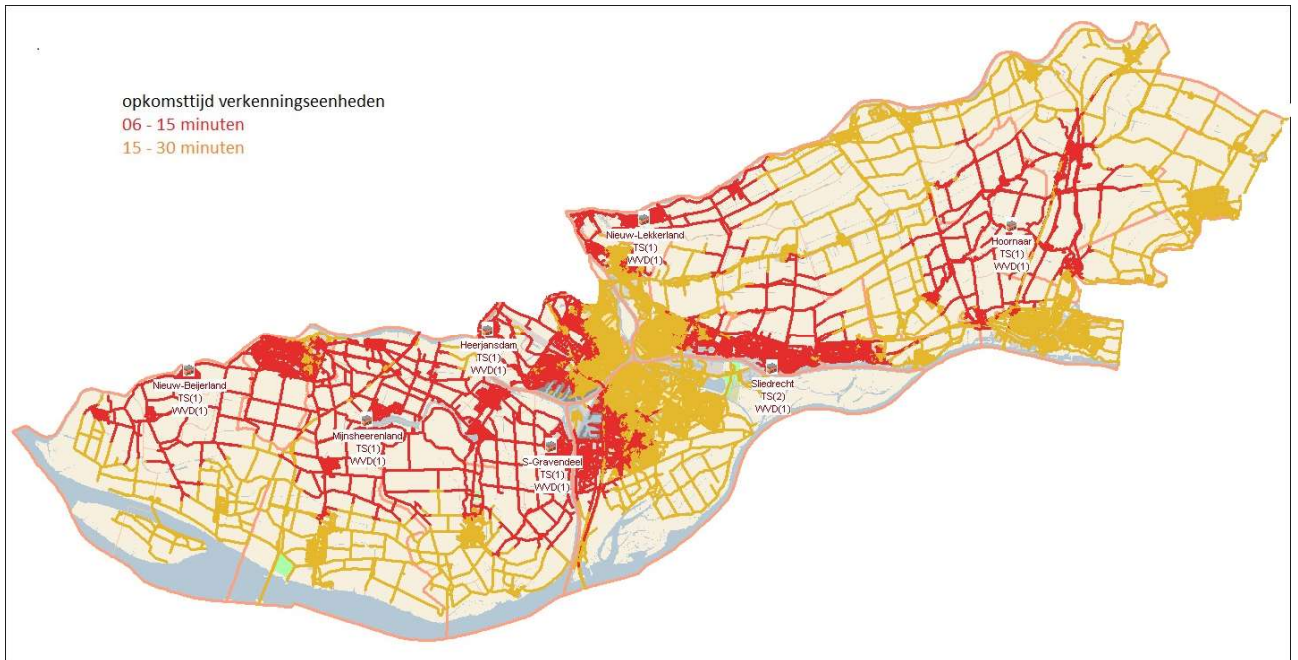 opkomsttijd verkenningseenheden
06 - 15 minuten
15 - 30 minuten
Nieuw-Lekkerland
TS(1)
WVD(1)
Hoornaar
TS(1)
WVD(1)
Heerjansdam
TS(1)
WVD(1)
Nieuw-Beijerland
TS(1)
WVD(1)
Sliedrecht
TS(2)
WVD(1)
Mijnsheerenland
TS(1)
WVD(1)
S-Gravendeel
TS(1)
WVD(1)